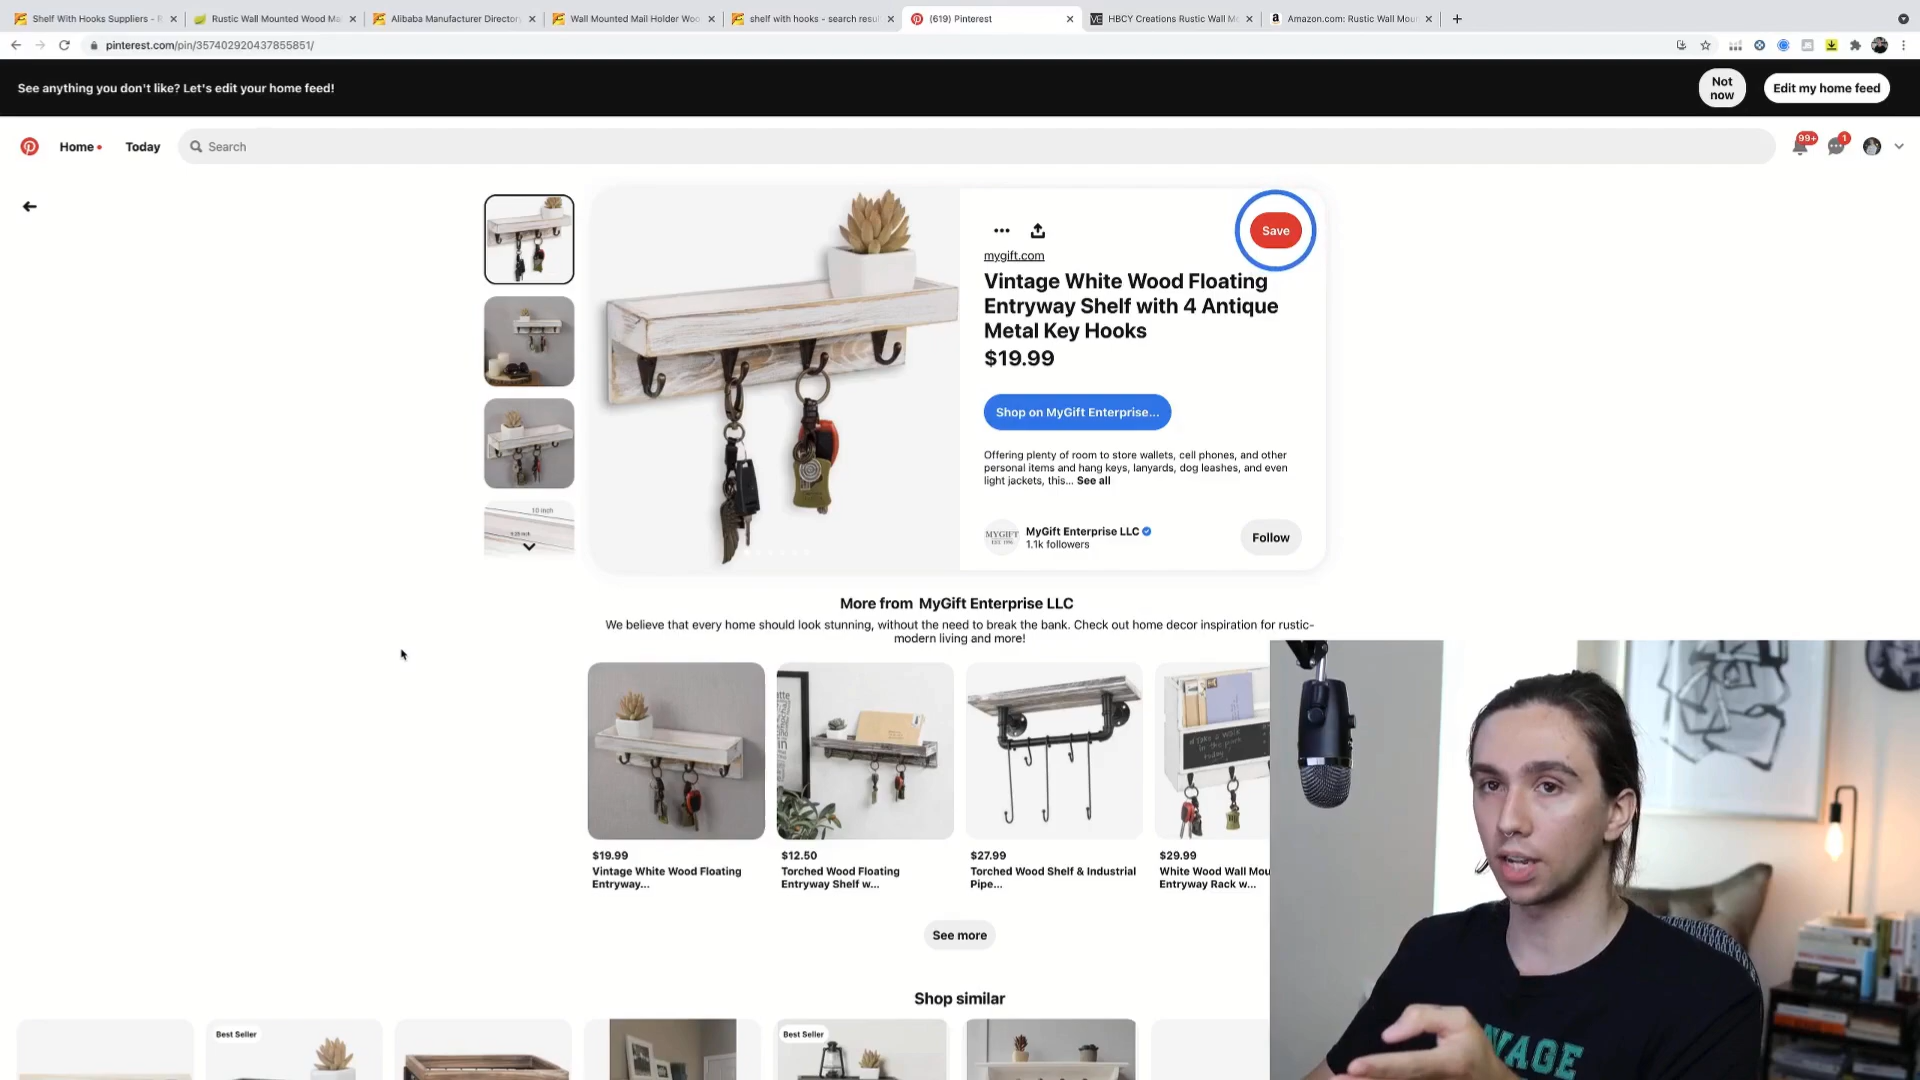 Shelf With Hooks Suppliers - R
Rustic Wall Mounted Wood Ma
Alibaba Manufacturer Directory
Wall Mounted Mail Holder Woo
shelf with hooks - search resu
(619) Pinterest
HBCY Creations Rustic Wall Mo
Amazon.com: Rustic Wall Moun
pinterest.com/pin/357402920437855851/
See anything you don't like? Let's edit your home feed!
Not
now
Edit my home feed
Home
Today
Search
99+
1
Save
mygift.com
Vintage White Wood Floating
Entryway Shelf with 4 Antique
Metal Key Hooks
$19.99
Shop on MyGift Enterprise...
Offering plenty of room to store wallets, cell phones, and other
personal items and hang keys, lanyards, dog leashes, and even
light jackets, this... See all
MYGIFT
MyGift Enterprise LLC
1.1k followers
Follow
10 inch
More from MyGift Enterprise LLC
We believe that every home should look stunning, without the need to break the bank. Check out home decor inspiration for rustic-
modern living and more!
$19.99
Vintage White Wood Floating
Entryway...
$12.50
Torched Wood Floating
Entryway Shelf w...
$27.99
Torched Wood Shelf & Industrial
Pipe...
$29.99
White Wood Wall Mou
Entryway Rack w...
See more
Shop similar
Best Seller
Best Seller
VAGE